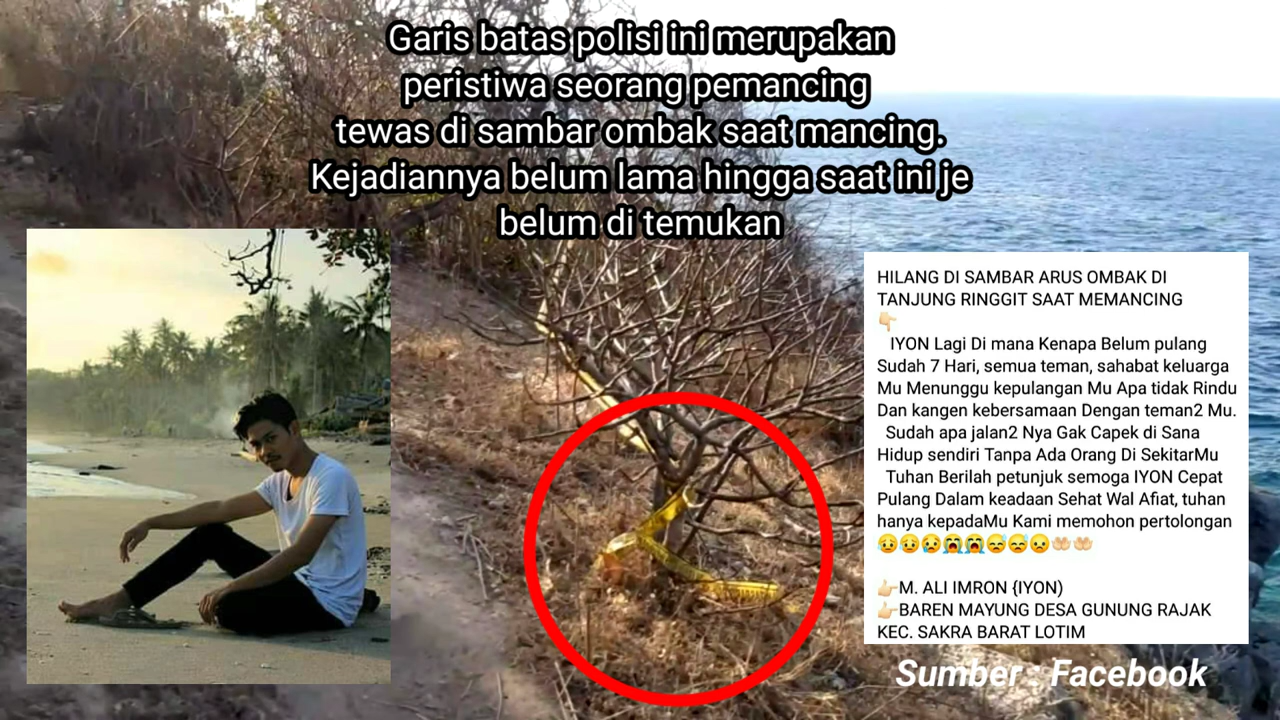 Garis batas polisi ini merupakan
peristiwa seorang pemancing
tewas di sambar ombak saat mancing.
Kejadiannya belum lama hingga saat ini je
belum di temukan
HILANG DI SAMBAR ARUS OMBAK DI
TANJUNG RINGGIT SAAT MEMANCING
👇🏻
IYON Lagi Di mana Kenapa Belum pulang
Sudah 7 Hari, semua teman, sahabat keluarga
Mu Menunggu kepulangan Mu Apa tidak Rindu
Dan kangen kebersamaan Dengan teman2 Mu.
Sudah apa jalan2 Nya Gak Capek di Sana
Hidup sendiri Tanpa Ada Orang Di SekitarMu
Tuhan Berilah petunjuk semoga IYON Cepat
Pulang Dalam keadaan Sehat Wal Afiat, tuhan
hanya kepadaMu Kami memohon pertolongan
😥😥😢😭😭😴😴😣🤲🏻🤲🏻
👉🏻M. ALI IMRON {IYON)
👉🏻BAREN MAYUNG DESA GUNUNG RAJAK
KEC. SAKRA BARAT LOTIM
Sumber : Facebook